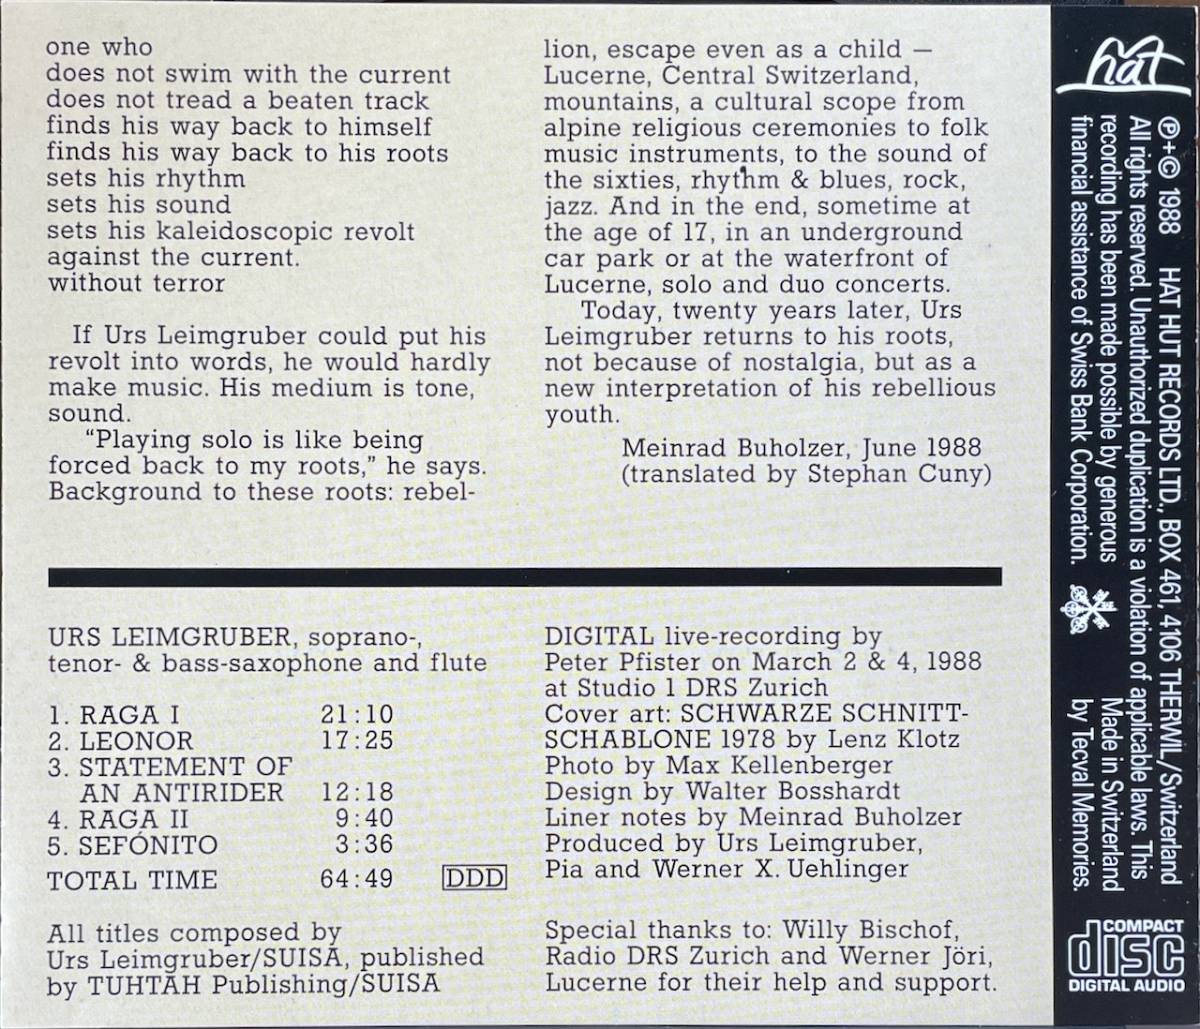 one who
does not swim with the current
does not tread a beaten track
finds his way back to himself
finds his way back to his roots
sets his rhythm
sets his sound
sets his kaleidoscopic revolt
against the current.
without terror
If Urs Leimgruber could put his
revolt into words, he would hardly
make music. His medium is tone,
sound.
“Playing solo is like being
forced back to my roots,” he says.
Background to these roots: rebel-
lion, escape even as a child —
Lucerne, Central Switzerland,
mountains, a cultural scope from
alpine religious ceremonies to folk
music instruments, to the sound of
the sixties, rhythm & blues, rock,
jazz. And in the end, sometime at
the age of 17, in an underground
car park or at the waterfront of
Lucerne, solo and duo concerts.
Today, twenty years later, Urs
Leimgruber returns to his roots,
not because of nostalgia, but as a
new interpretation of his rebellious
youth.
Meinrad Buholzer, June 1988
(translated by Stephan Cuny)
URS LEIMGRUBER, soprano-,
tenor- & bass-saxophone and flute
1. RAGA I 21:10
2. LEONOR 17:25
3. STATEMENT OF
AN ANTIRIDER 12:18
4. RAGA II 9:40
5. SEFÓNITO 3:36
TOTAL TIME 64:49 DDD
All titles composed by
Urs Leimgruber/SUISA, published
by TUHTAH Publishing/SUISA
DIGITAL live-recording by
Peter Pfister on March 2 & 4, 1988
at Studio 1 DRS Zurich
Cover art: SCHWARZE SCHNITT-
SCHABLONE 1978 by Lenz Klotz
Photo by Max Kellenberger
Design by Walter Bosshardt
Liner notes by Meinrad Buholzer
Produced by Urs Leimgruber,
Pia and Werner X. Uehlinger
Special thanks to: Willy Bischof,
Radio DRS Zurich and Werner Jöri,
Lucerne for their help and support.
hat
℗+© 1988 HAT HUT RECORDS LTD., BOX 461, 4106 THERWIL/Switzerland
All rights reserved. Unauthorized duplication is a violation of applicable laws. This
recording has been made possible by generous
financial assistance of Swiss Bank Corporation.
Made in Switzerland
by Tecval Memories.
COMPACT
disc
DIGITAL AUDIO